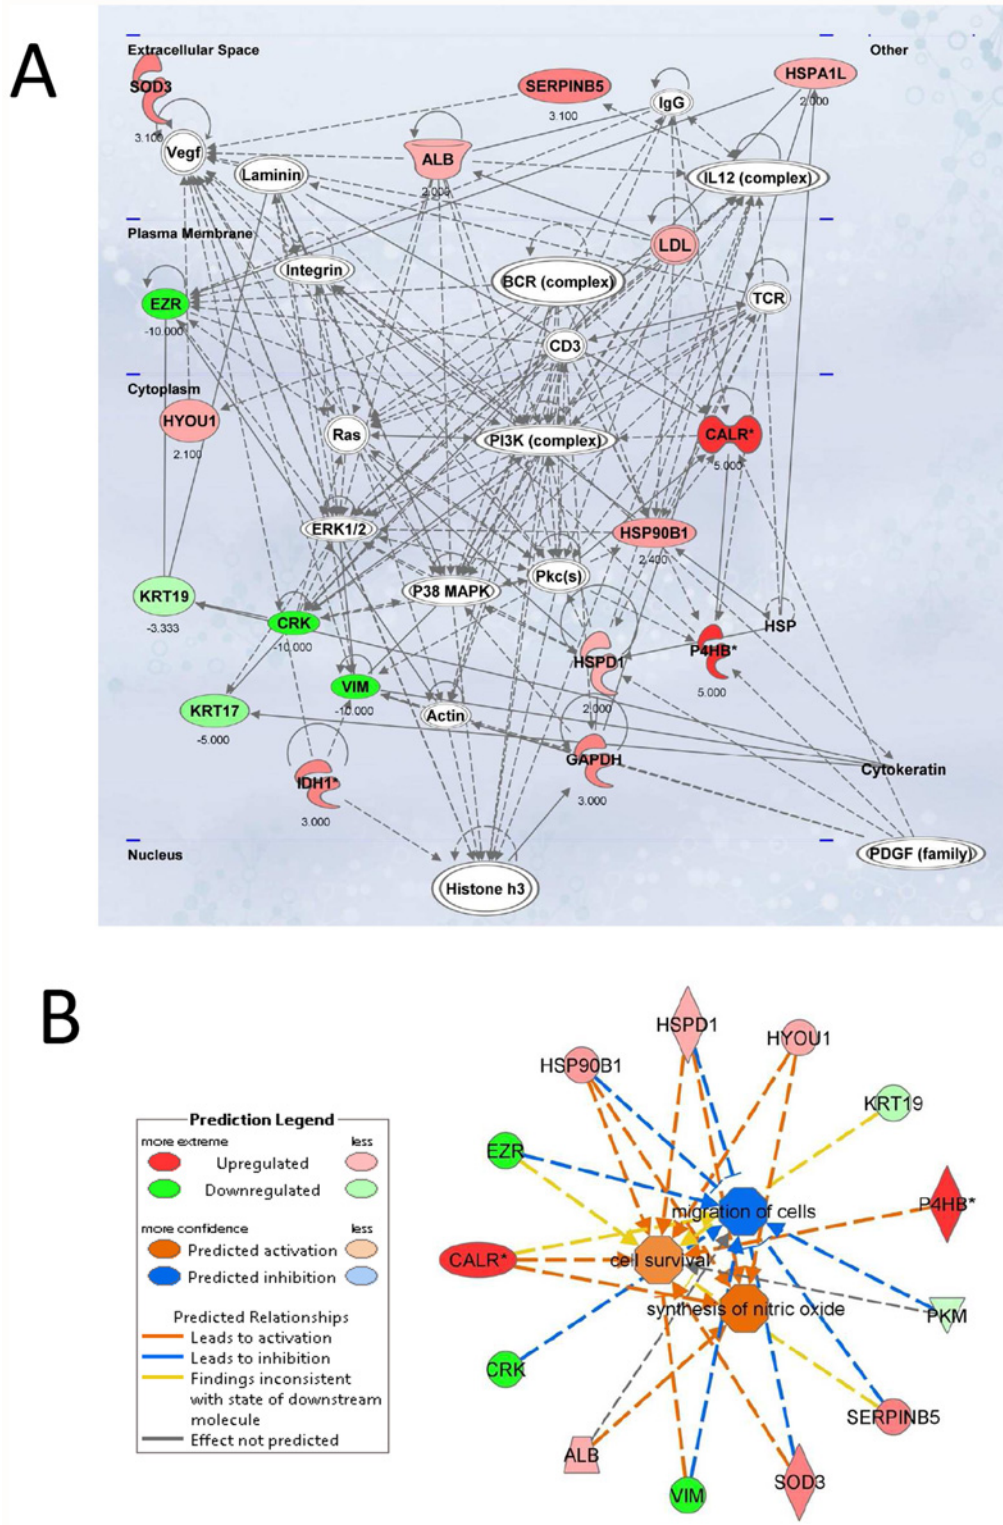 A
Extracellular Space
Other
SOD3
3.100
SERPINB5
3.100
IgG
HSPA1L
2.000
Vegf
Laminin
ALB
2.000
IL12 (complex)
Plasma Membrane
Integrin
BCR (complex)
LDL
TCR
EZR
-10.000
CD3
Cytoplasm
HYOU1
2.100
Ras
PI3K (complex)
CALR*
5.000
ERK1/2
HSP90B1
2.400
P38 MAPK
Pkc(s)
KRT19
-3.333
CRK
-10.000
HSP
HSPD1
2.000
P4HB*
5.000
VIM
-10.000
KRT17
-5.000
Actin
GAPDH
3.000
IDH1*
3.000
Cytokeratin
Nucleus
PDGF (family)
Histone h3
B
HSPD1
HYOU1
HSP90B1
KRT19
EZR
P4HB*
migration of cells
CALR*
cell survival
synthesis of nitric oxide
PKM
CRK
SERPINB5
ALB
VIM
SOD3
Prediction Legend
more extreme less
Upregulated
Downregulated
more confidence less
Predicted activation
Predicted inhibition
Predicted Relationships
Leads to activation
Leads to inhibition
Findings inconsistent
with state of downstream
molecule
Effect not predicted